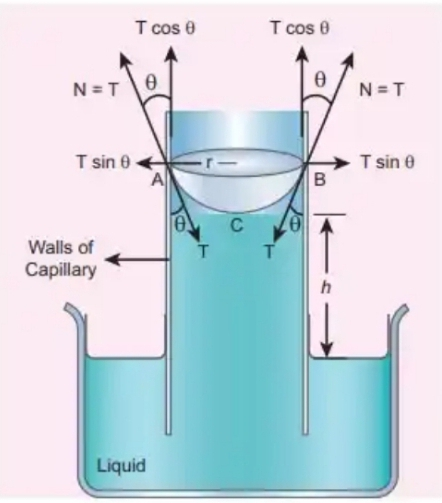 T cos θ
T cos θ
N = T
θ
θ
N = T
T sin θ
r
T sin θ
A
B
θ
C
θ
T
T
Walls of
Capillary
h
Liquid